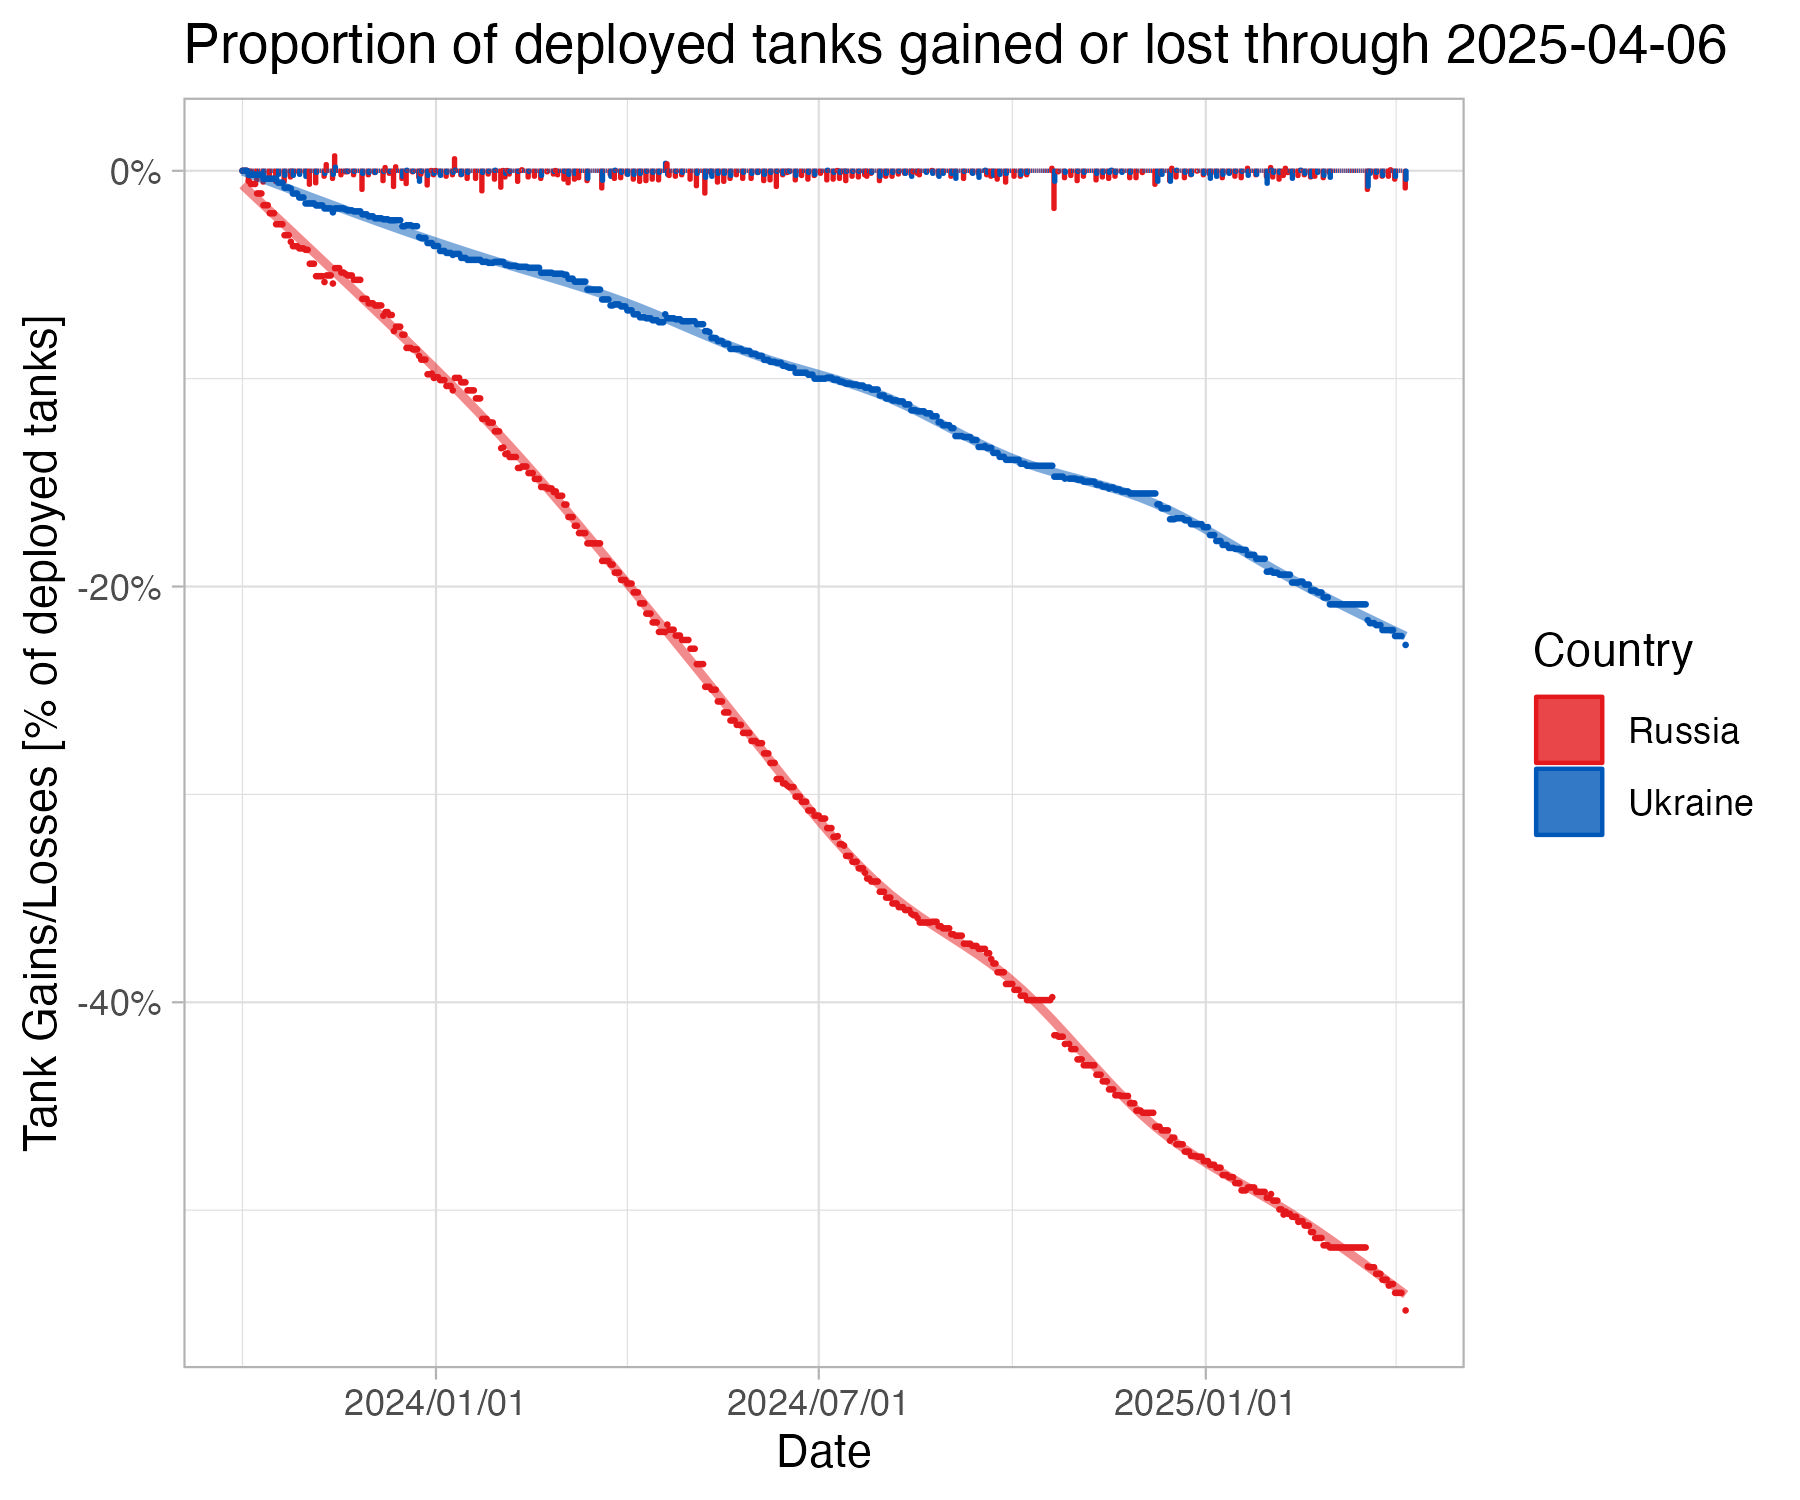 Proportion of deployed tanks gained or lost through 2025-04-06
Tank Gains/Losses [% of deployed tanks]
0%
-20%
-40%
2024/01/01
2024/07/01
2025/01/01
Date
Country
Russia
Ukraine